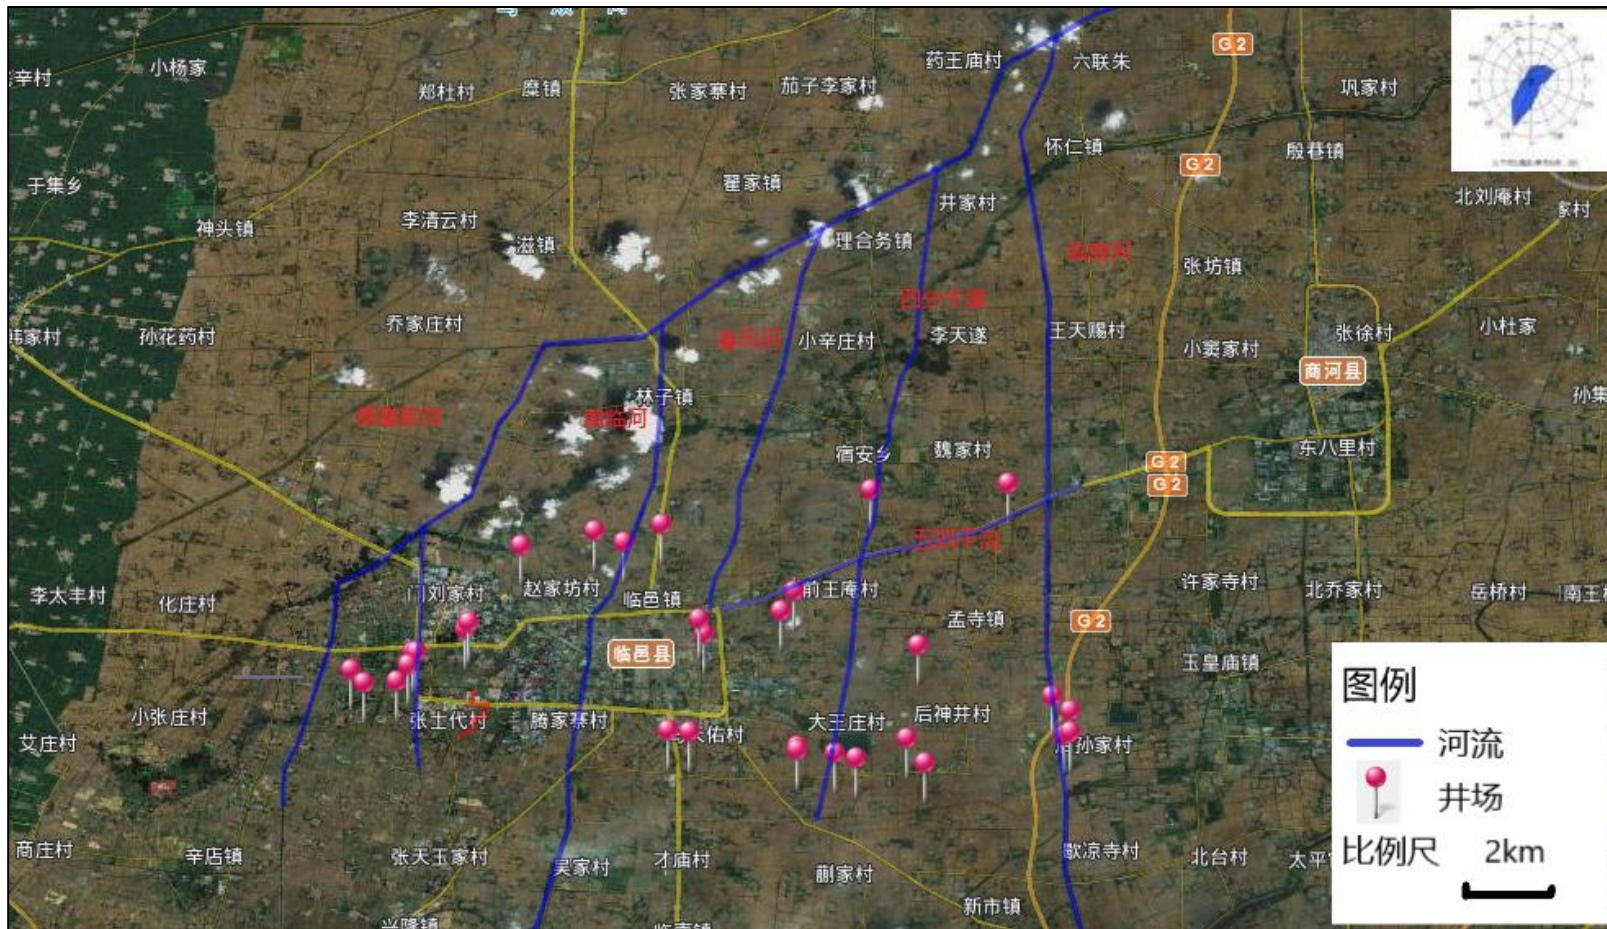 小杨家
郑杜村
糜镇
张家寨村
茄子李家村
药王庙村
六联朱
G2
巩家村
于集乡
神头镇
李清云村
滋镇
翟家镇
理合务镇
井家村
怀仁镇
G2
殷巷镇
北刘庵村
家村
张坊镇
孙花药村
乔家庄村
小辛庄村
李天遂
王天赐村
小窦家村
张徐村
小杜家
商河县
林子镇
宿安乡
魏家村
东八里村
G2
G2
李太丰村
化庄村
门刘家村
赵家坊村
临邑镇
前王庵村
孟寺镇
许家寺村
北乔家村
岳桥村
G2
临邑县
玉皇庙镇
小张庄村
艾庄村
张士代村
腾家寨村
大王庄村
后神井村
孙家村
商庄村
辛店镇
张天玉家村
吴家村
才庙村
蒯家村
歇凉寺村
北台村
新市镇
兴隆镇
图例
河流
井场
比例尺 2km